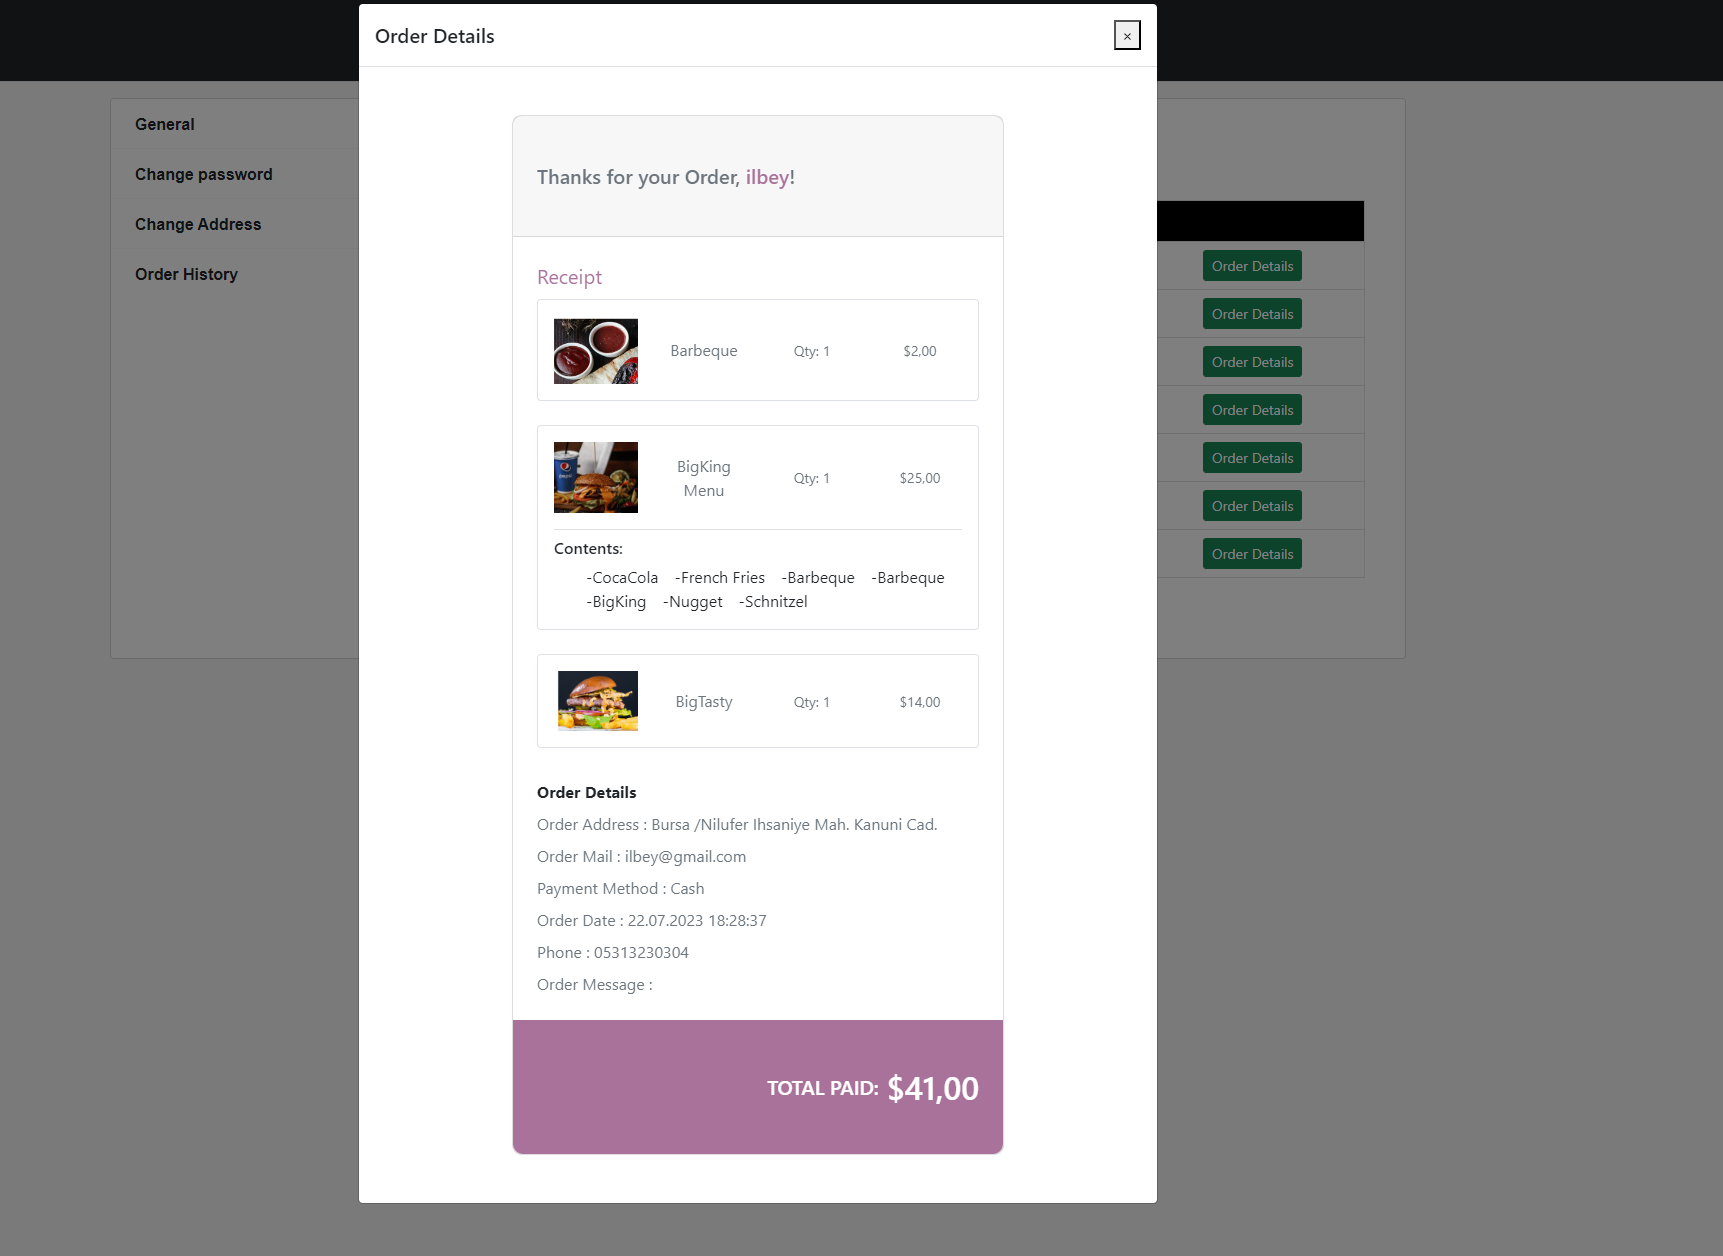 Order Details
×
General
Change password
Change Address
Order History
Thanks for your Order, ilbey!
Receipt
Barbeque Qty: 1 $2,00
BigKing Menu Qty: 1 $25,00
Contents:
-CocaCola -French Fries -Barbeque -Barbeque
-BigKing -Nugget -Schnitzel
BigTasty Qty: 1 $14,00
Order Details
Order Address : Bursa /Nilufer Ihsaniye Mah. Kanuni Cad.
Order Mail : ilbey@gmail.com
Payment Method : Cash
Order Date : 22.07.2023 18:28:37
Phone : 05313230304
Order Message :
TOTAL PAID: $41,00
Order Details
Order Details
Order Details
Order Details
Order Details
Order Details
Order Details